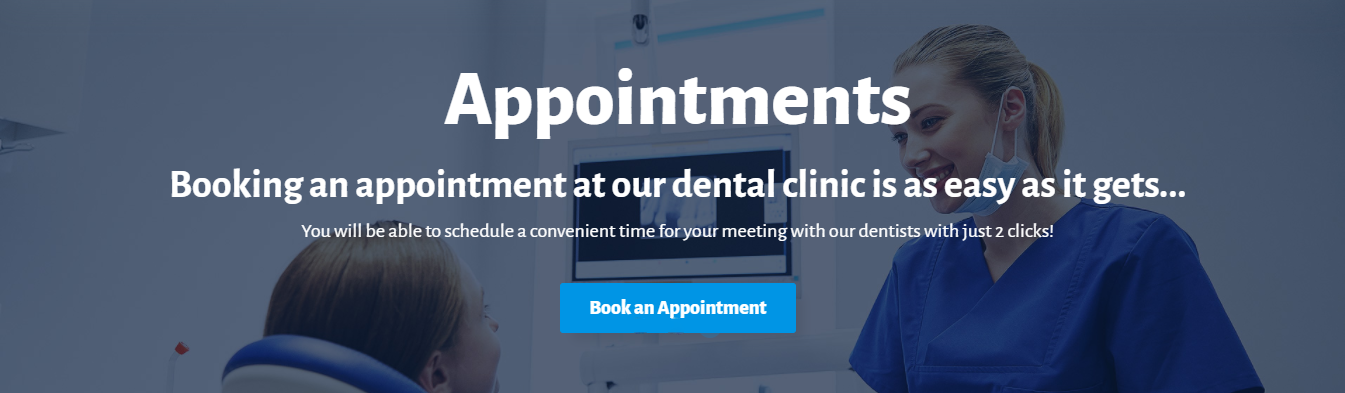 Appointments
Booking an appointment at our dental clinic is as easy as it gets...
You will be able to schedule a convenient time for your meeting with our dentists with just 2 clicks!
Book an Appointment